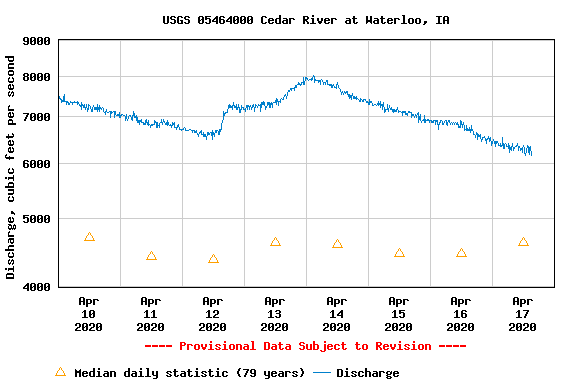 USGS 05464000 Cedar River at Waterloo, IA
Discharge, cubic feet per second
9000
8000
7000
6000
5000
4000
Apr 10 2020
Apr 11 2020
Apr 12 2020
Apr 13 2020
Apr 14 2020
Apr 15 2020
Apr 16 2020
Apr 17 2020
---- Provisional Data Subject to Revision ----
Median daily statistic (79 years)
Discharge